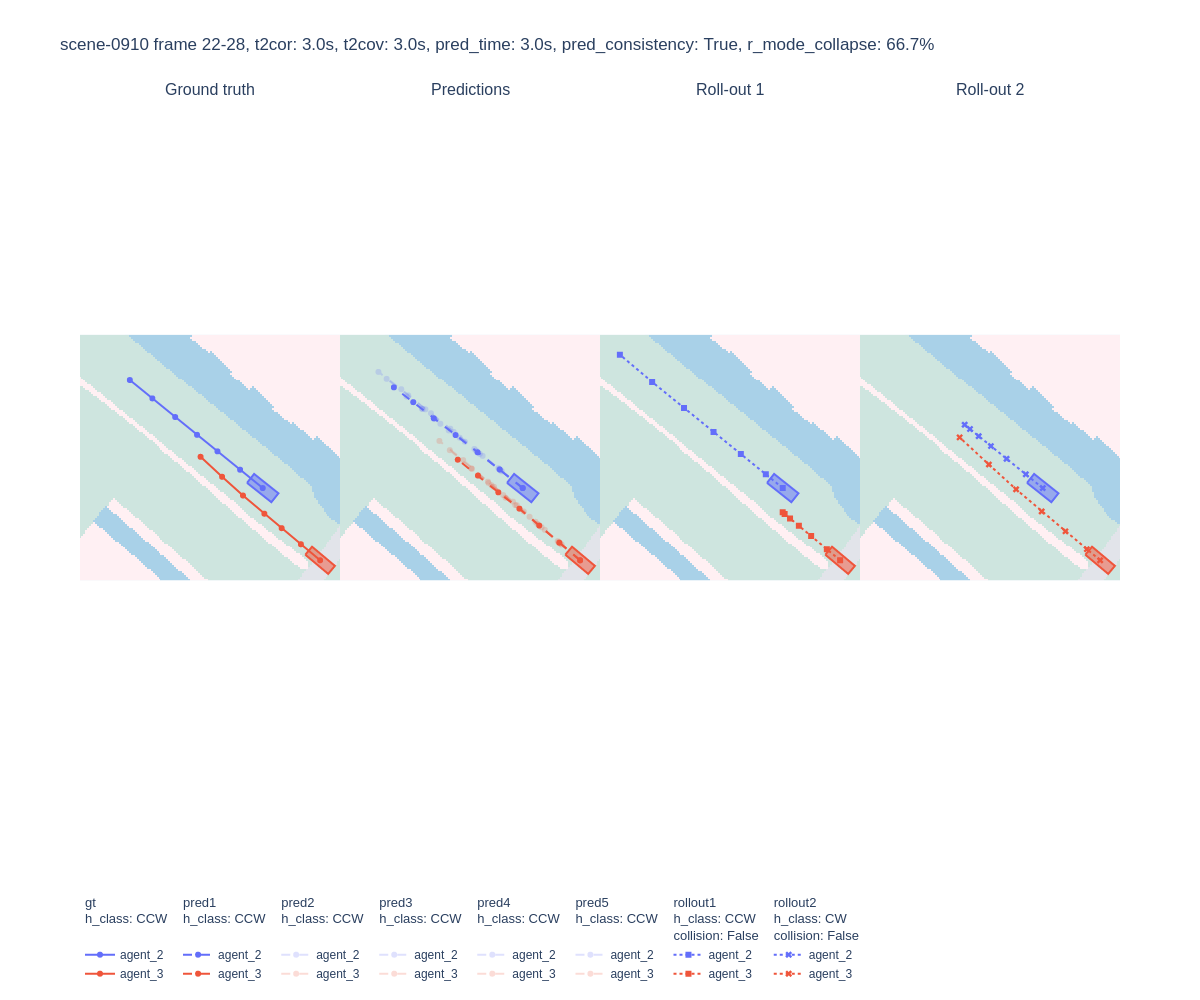 scene-0910 frame 22-28, t2cor: 3.0s, t2cov: 3.0s, pred_time: 3.0s, pred_consistency: True, r_mode_collapse: 66.7%
Ground truth
Predictions
Roll-out 1
Roll-out 2
gt
h_class: CCW
agent_2
agent_3
pred1
h_class: CCW
agent_2
agent_3
pred2
h_class: CCW
agent_2
agent_3
pred3
h_class: CCW
agent_2
agent_3
pred4
h_class: CCW
agent_2
agent_3
pred5
h_class: CCW
agent_2
agent_3
rollout1
h_class: CCW
collision: False
agent_2
agent_3
rollout2
h_class: CW
collision: False
agent_2
agent_3